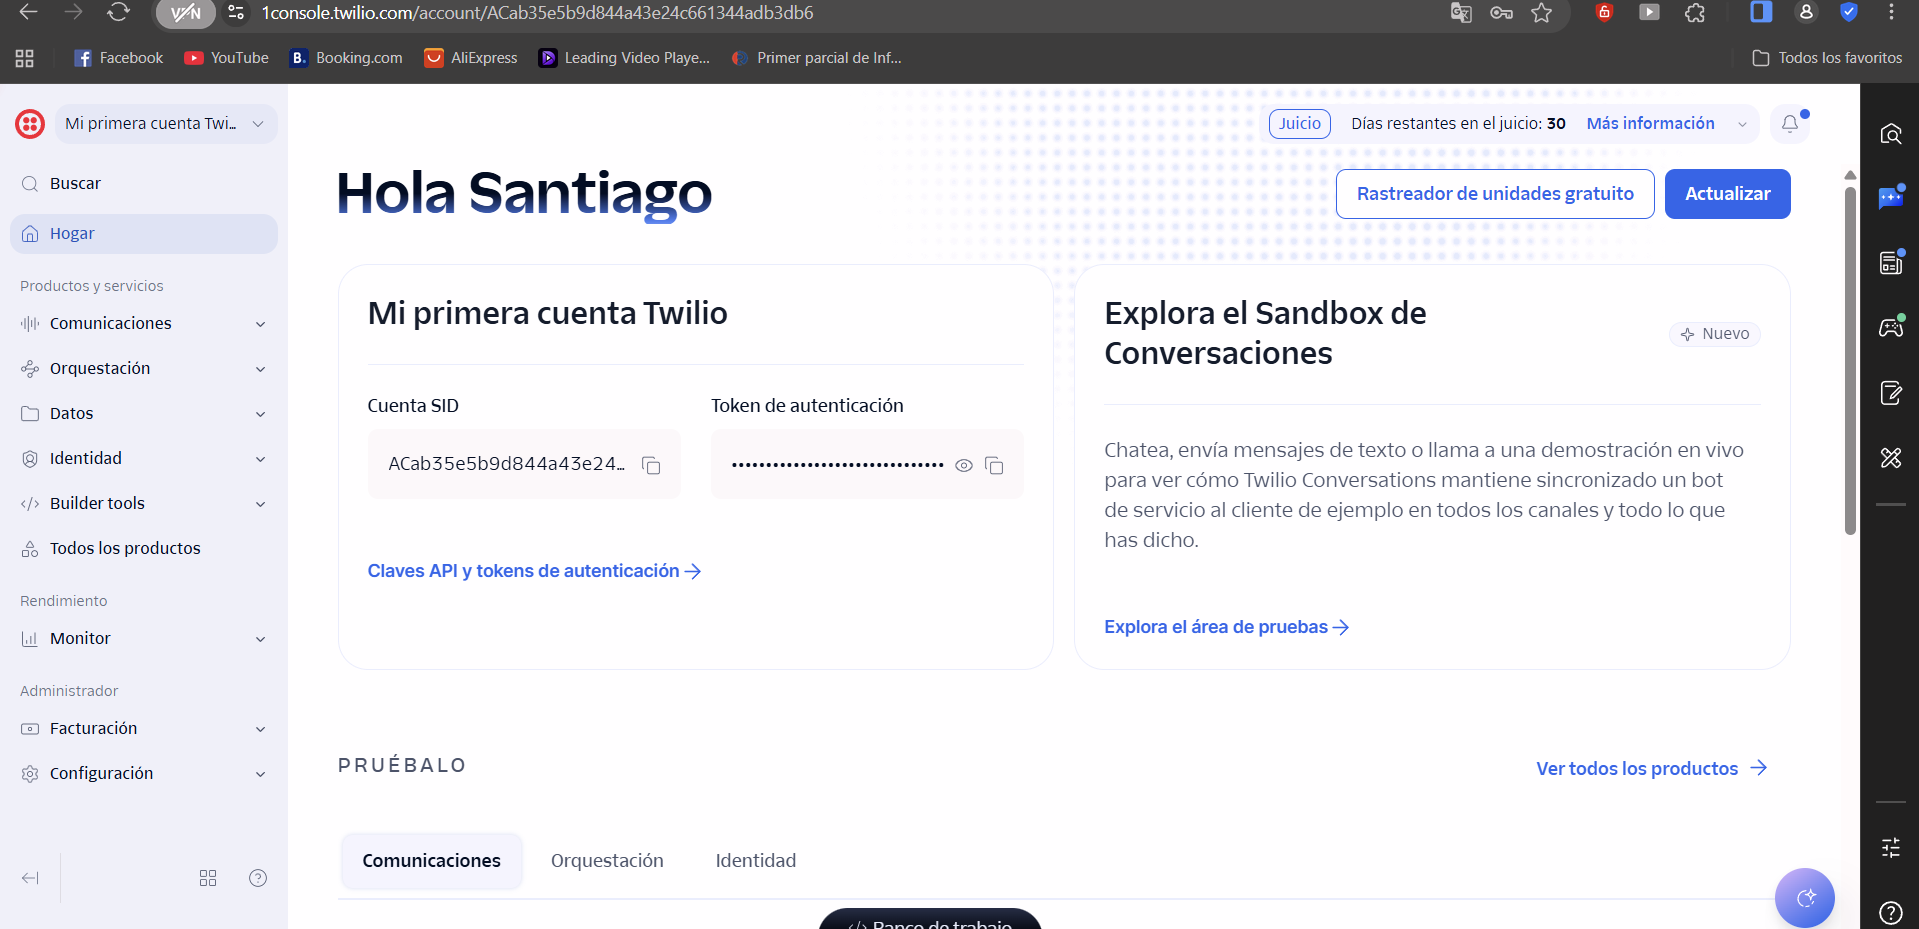 VPN
1console.twilio.com/account/ACab35e5b9d844a43e24c661344adb3db6
Facebook
YouTube
Booking.com
AliExpress
Leading Video Playe...
Primer parcial de Inf...
Todos los favoritos
Mi primera cuenta Twi...
Juicio
Días restantes en el juicio: 30
Más información
Buscar
Hogar
Hola Santiago
Rastreador de unidades gratuito
Actualizar
Productos y servicios
Comunicaciones
Orquestación
Datos
Identidad
Builder tools
Todos los productos
Rendimiento
Monitor
Administrador
Facturación
Configuración
Mi primera cuenta Twilio
Cuenta SID
Token de autenticación
ACab35e5b9d844a43e24...
•••••••••••••••••••••••••••••••
Claves API y tokens de autenticación
Explora el Sandbox de
Conversaciones
Nuevo
Chatea, envía mensajes de texto o llama a una demostración en vivo
para ver cómo Twilio Conversations mantiene sincronizado un bot
de servicio al cliente de ejemplo en todos los canales y todo lo que
has dicho.
Explora el área de pruebas
PRUÉBALO
Ver todos los productos
Comunicaciones
Orquestación
Identidad
Banco de trabajo